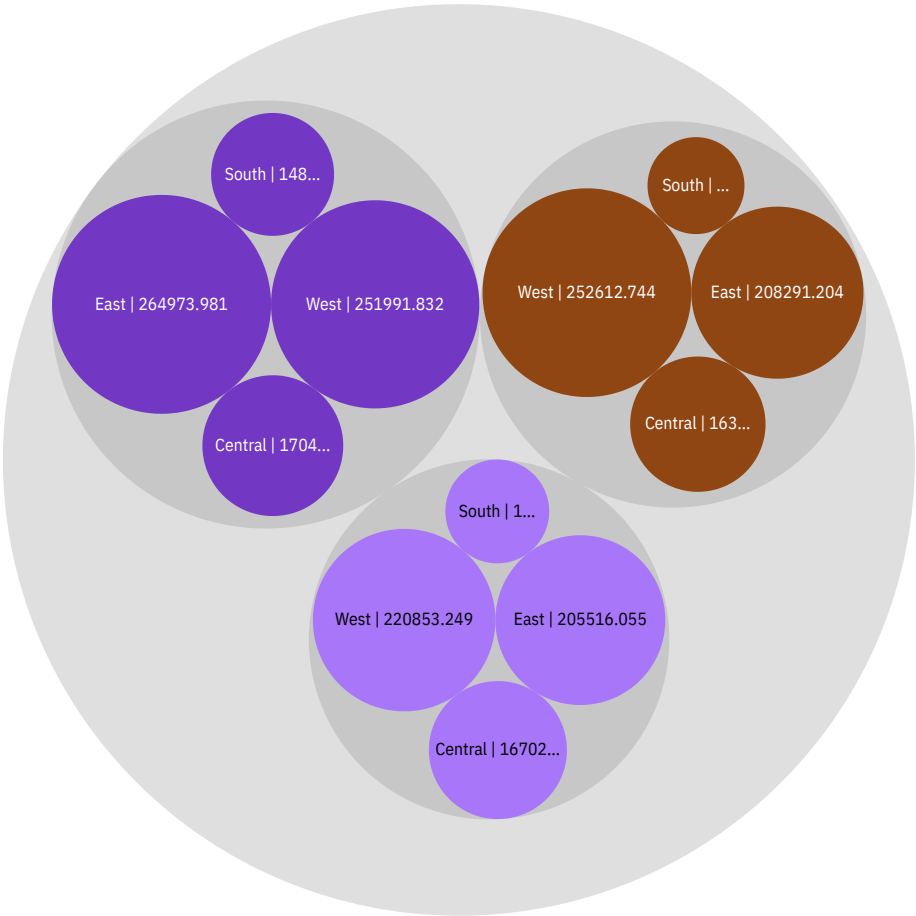 South | 148...
East | 264973.981
West | 251991.832
Central | 1704...
South | ...
West | 252612.744
East | 208291.204
Central | 163...
South | 1...
West | 220853.249
East | 205516.055
Central | 16702...